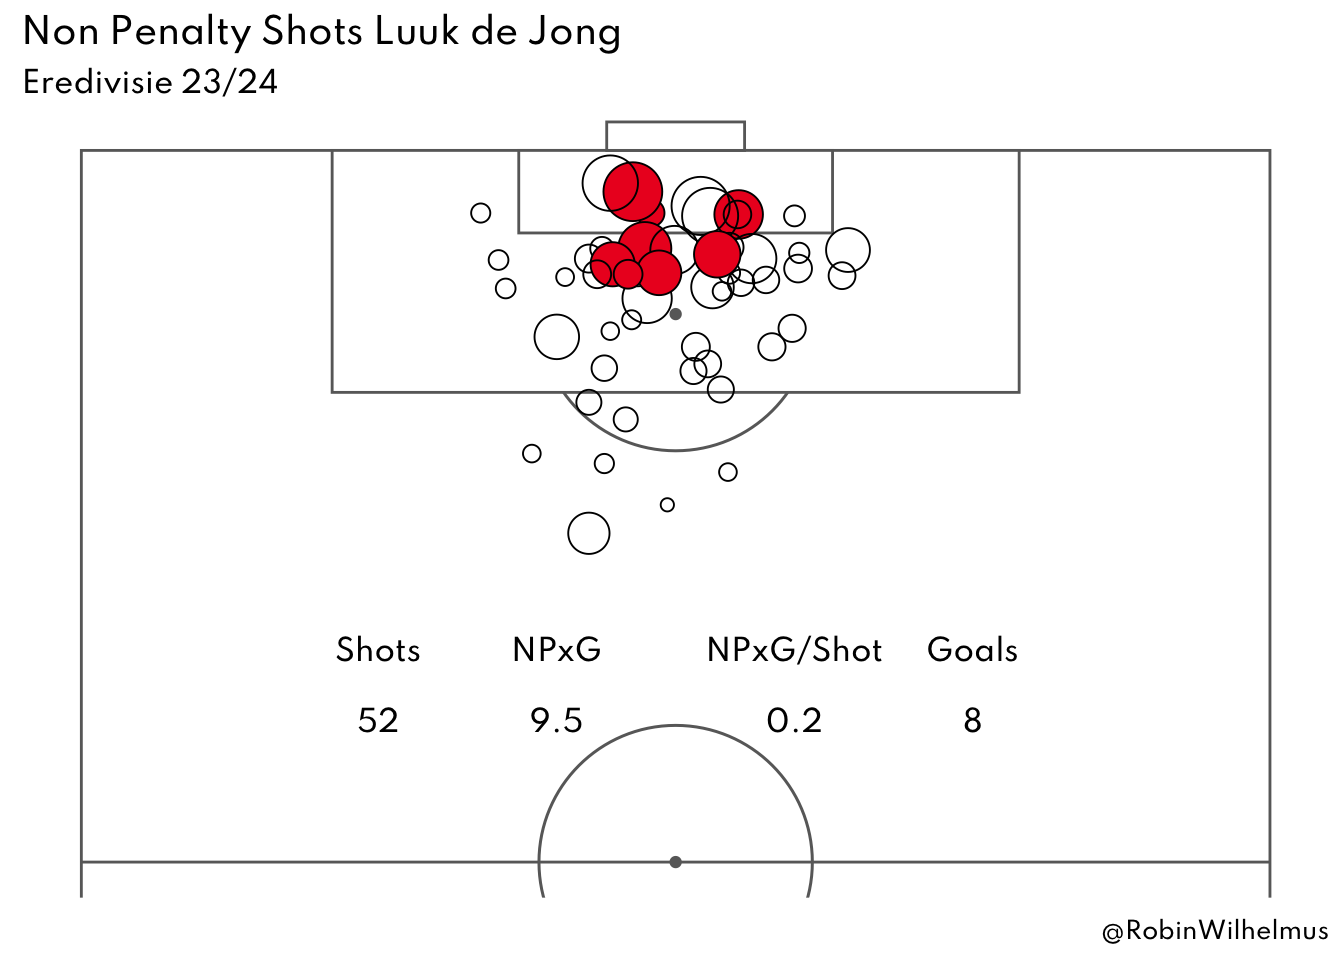 Non Penalty Shots Luuk de Jong
Eredivisie 23/24
Shots NPxG NPxG/Shot Goals
52 9.5 0.2 8
@RobinWilhelmus